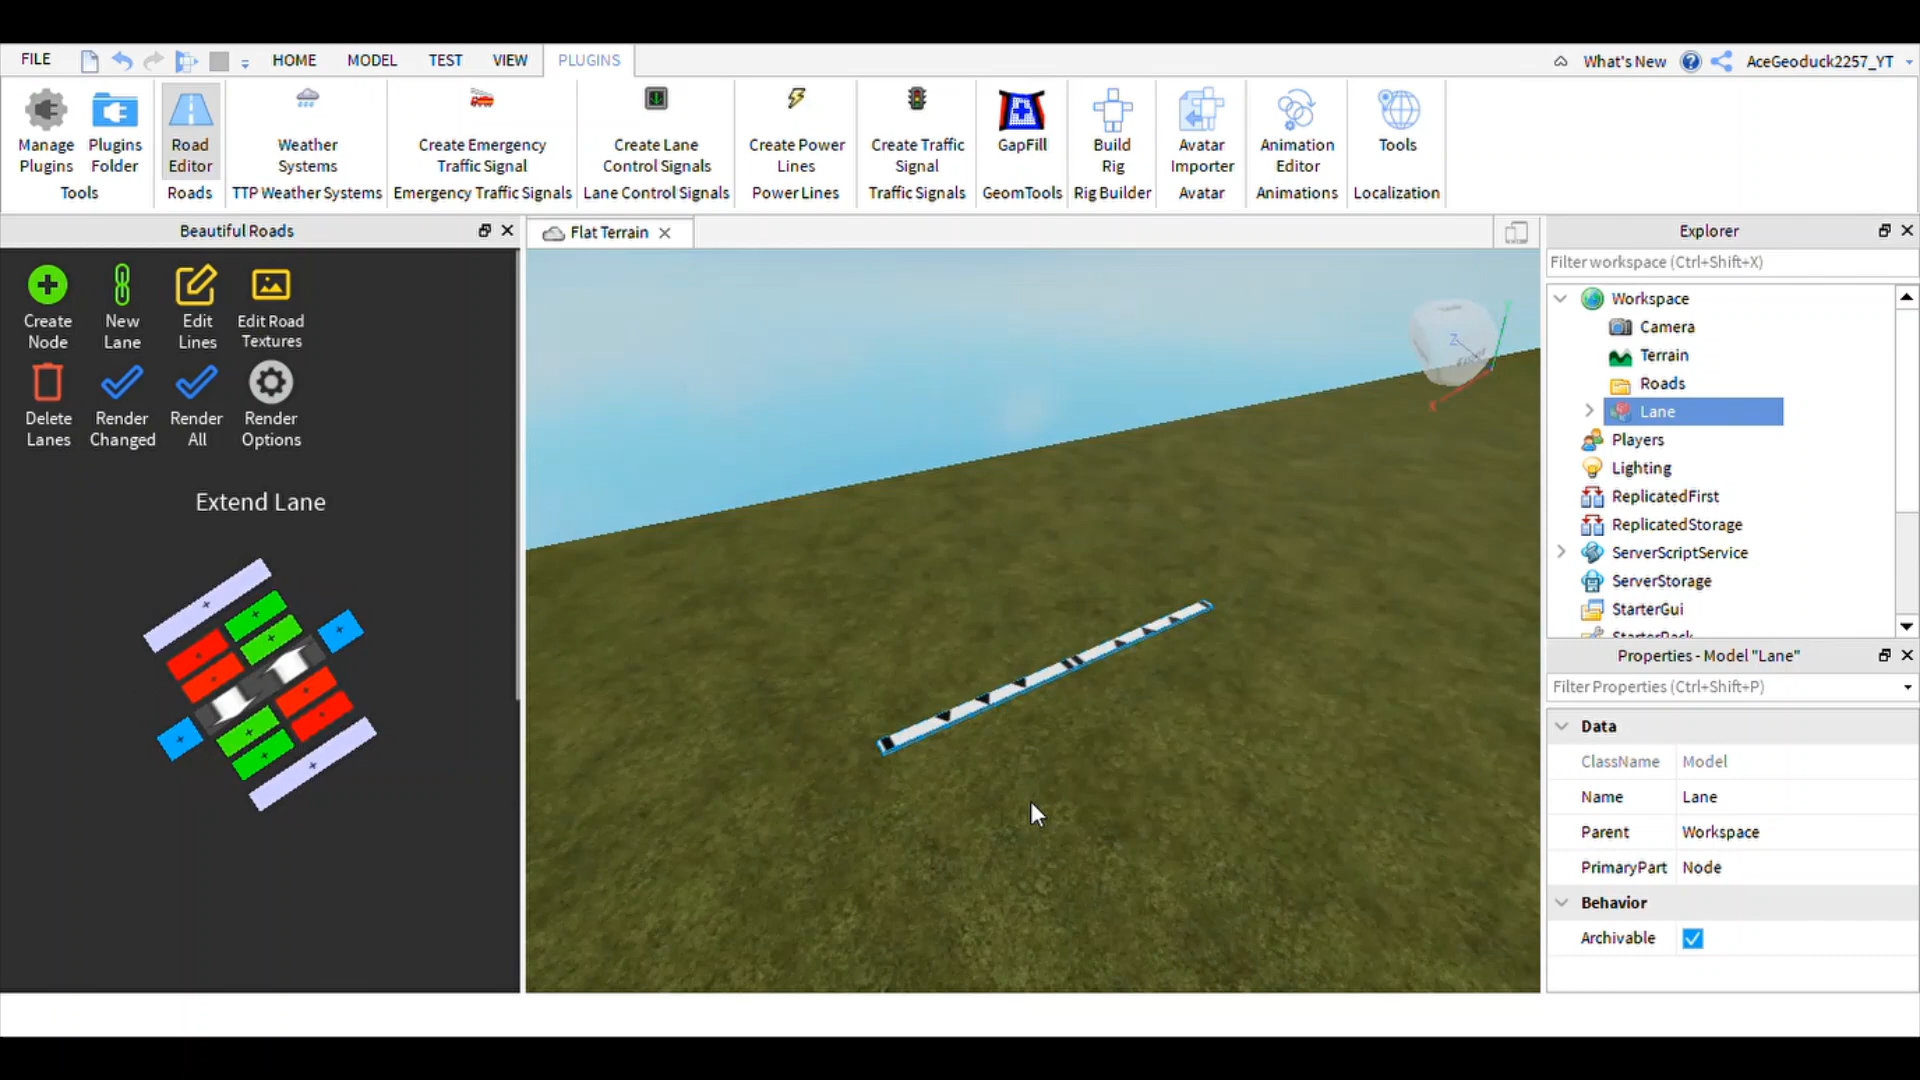 FILE HOME MODEL TEST VIEW PLUGINS What's New AceGeoduck2257_YT
Manage Plugins
Plugins Folder
Tools
Road Editor
Roads
Weather Systems
TTP Weather Systems
Create Emergency Traffic Signal
Emergency Traffic Signals
Create Lane Control Signals
Lane Control Signals
Create Power Lines
Power Lines
Create Traffic Signal
Traffic Signals
GapFill
GeomTools
Build Rig
Rig Builder
Avatar Importer
Avatar
Animation Editor
Animations
Tools
Localization
Beautiful Roads
Create Node
New Lane
Edit Lines
Edit Road Textures
Delete Lanes
Render Changed
Render All
Render Options
Extend Lane
Flat Terrain
Z
X
Explorer
Filter workspace (Ctrl+Shift+X)
Workspace
Camera
Terrain
Roads
Lane
Players
Lighting
ReplicatedFirst
ReplicatedStorage
ServerScriptService
ServerStorage
StarterGui
StarterPack
Properties - Model "Lane"
Filter Properties (Ctrl+Shift+P)
Data
ClassName Model
Name Lane
Parent Workspace
PrimaryPart Node
Behavior
Archivable